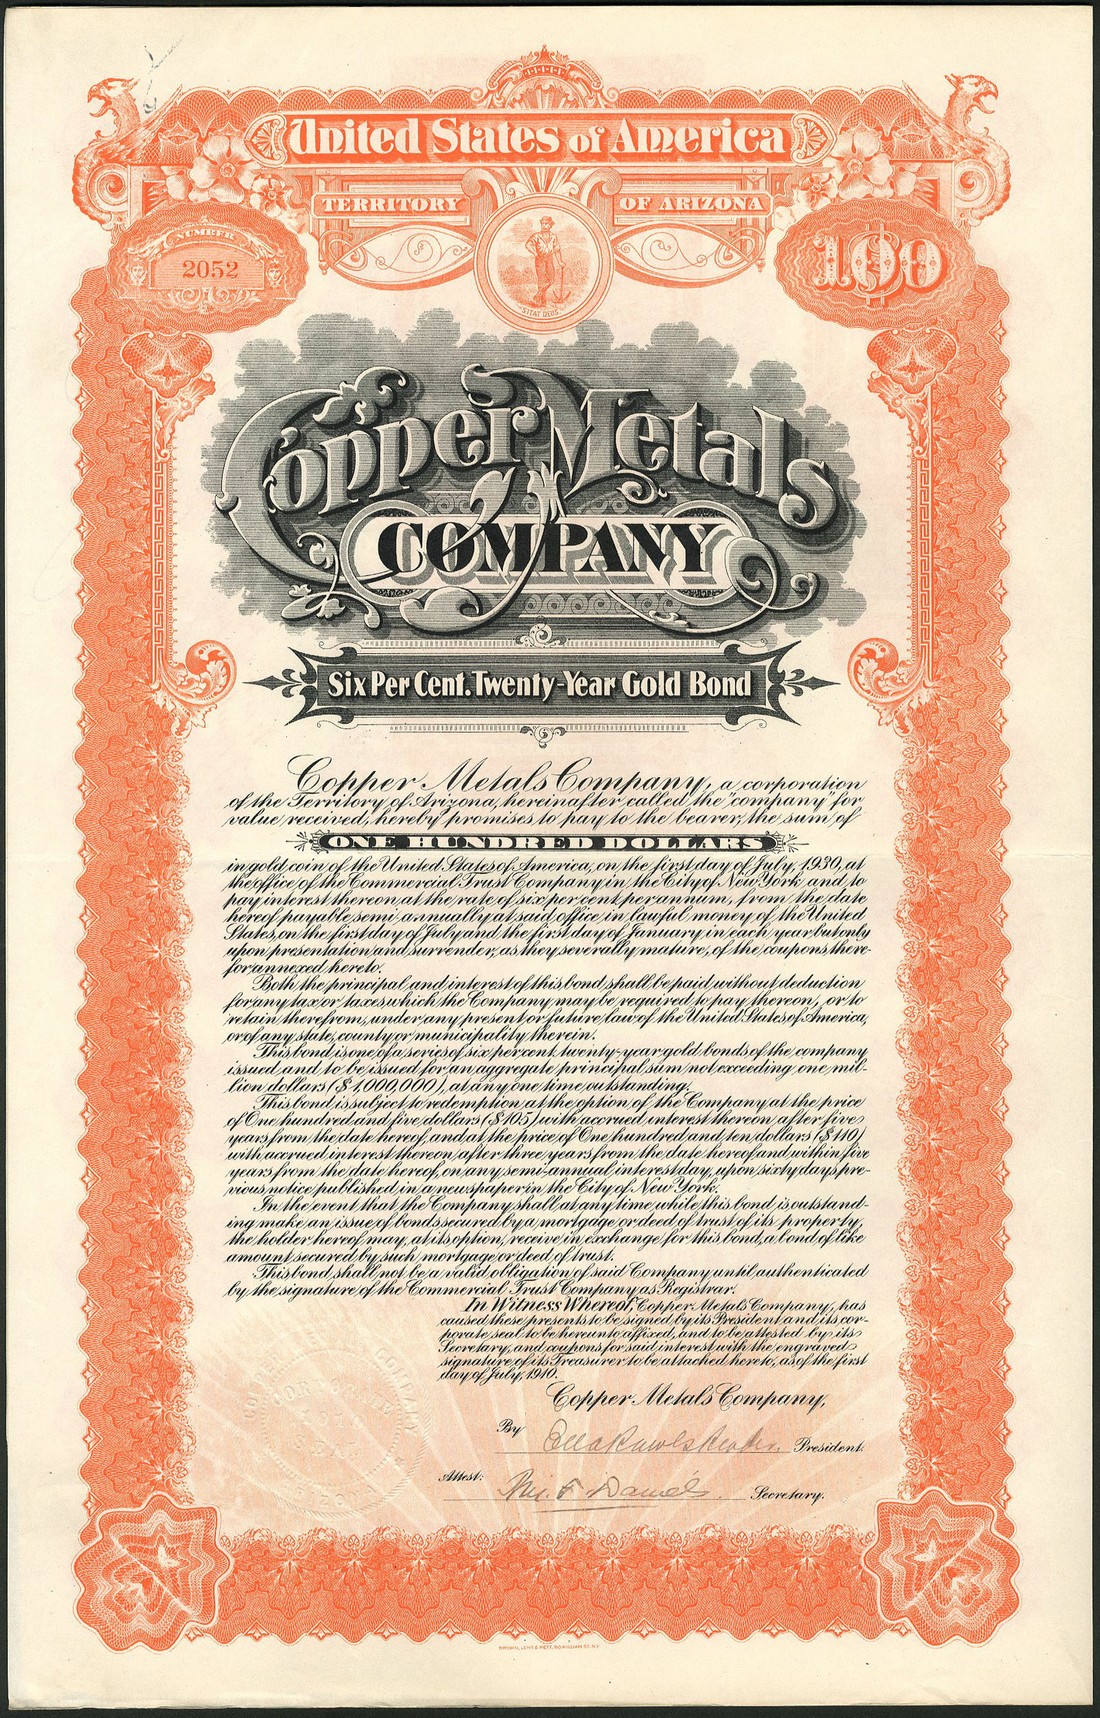 United States of America
TERRITORY OF ARIZONA
NUMBER
2052
100
SITAT DEUS
Copper Metals
COMPANY
Six Per Cent. Twenty-Year Gold Bond
Copper Metals Company, a corporation
of the Territory of Arizona, hereinafter called the "company" for
value received, hereby promises to pay to the bearer, the sum of
ONE HUNDRED DOLLARS
in gold coin of the United States of America, on the first day of July, 1930, at
the office of the Commercial Trust Company in the City of New York, and to
pay interest thereon at the rate of six per cent per annum, from the date
hereof payable semi annually at said office in lawful money of the United
States, on the first day of July and the first day of January in each year, but only
upon presentation and surrender, as they severally mature, of the coupons there-
for annexed hereto.
Both the principal and interest of this bond, shall be paid without deduction
for any tax or taxes which the Company may be required to pay thereon, or to
retain therefrom, under any present or future law of the United States of America,
or of any state, county or municipality therein.
This bond is one of a series of six per cent. twenty-year gold bonds of the company
issued and to be issued for an aggregate principal sum not exceeding one mil-
lion dollars ($1,000,000), at any one time outstanding.
This bond is subject to redemption at the option of the Company at the price
of One hundred and five dollars ($105) with accrued interest thereon after five
years from the date hereof, and at the price of One hundred and ten dollars ($110)
with accrued interest thereon, after three years from the date hereof and within five
years from the date hereof, on any semi-annual interest day, upon sixty days pre-
vious notice published in a newspaper in the City of New York.
In the event that the Company shall at any time, while this bond is outstand-
ing make an issue of bonds secured by a mortgage or deed of trust of its property,
the holder hereof, may, at its option, receive in exchange for this bond, a bond of like
amount secured by such mortgage or deed of trust.
This bond shall not be a valid obligation of said Company until authenticated
by the signature of the Commercial Trust Company as Registrar.
In Witness Whereof, Copper Metals Company, has
caused these presents to be signed by its President and its cor-
porate seal to be hereunto affixed, and to be attested by its
Secretary, and coupons for said interest with the engraved
signature of its Treasurer to be attached hereto, as of the first
day of July, 1910.
Copper Metals Company,
By President.
Attest: F Daniels Secretary.